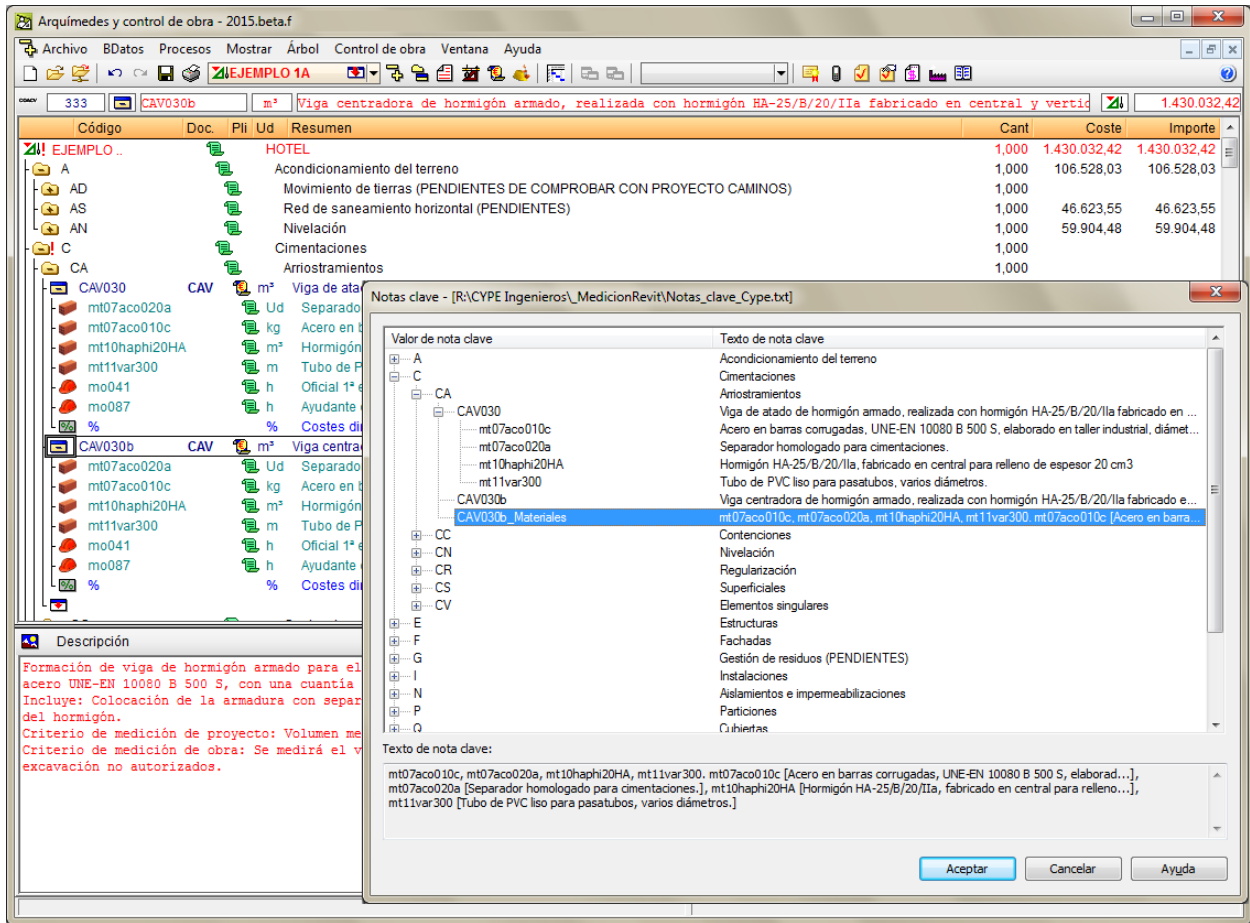 Arquímedes y control de obra - 2015.beta.f
Archivo BDatos Procesos Mostrar Árbol Control de obra Ventana Ayuda
EJEMPLO 1A
333 CAV030b m³ Viga centradora de hormigón armado, realizada con hormigón HA-25/B/20/IIa fabricado en central y vertic 1.430.032,42
Código Doc. Pli Ud Resumen Cant Coste Importe
EJEMPLO .. HOTEL 1,000 1.430.032,42 1.430.032,42
A Acondicionamiento del terreno 1,000 106.528,03 106.528,03
AD Movimiento de tierras (PENDIENTES DE COMPROBAR CON PROYECTO CAMINOS) 1,000
AS Red de saneamiento horizontal (PENDIENTES) 1,000 46.623,55 46.623,55
AN Nivelación 1,000 59.904,48 59.904,48
C Cimentaciones 1,000
CA Arriostramientos 1,000
CAV030 CAV m³ Viga de ata
mt07aco020a Ud Separado
mt07aco010c kg Acero en b
mt10haphi20HA m³ Hormigón
mt11var300 m Tubo de P
mo041 h Oficial 1ª e
mo087 h Ayudante
% % Costes di
CAV030b CAV m³ Viga centra
mt07aco020a Ud Separado
mt07aco010c kg Acero en b
mt10haphi20HA m³ Hormigón
mt11var300 m Tubo de P
mo041 h Oficial 1ª e
mo087 h Ayudante
% % Costes di
Descripción
Formación de viga de hormigón armado para el
acero UNE-EN 10080 B 500 S, con una cuantía
Incluye: Colocación de la armadura con separ
del hormigón.
Criterio de medición de proyecto: Volumen me
Criterio de medición de obra: Se medirá el v
excavación no autorizados.
Notas clave - [R:\CYPE Ingenieros\_MedicionRevit\Notas_clave_Cype.txt]
Valor de nota clave Texto de nota clave
A Acondicionamiento del terreno
C Cimentaciones
CA Arriostramientos
CAV030 Viga de atado de hormigón armado, realizada con hormigón HA-25/B/20/IIa fabricado en ...
mt07aco010c Acero en barras corrugadas, UNE-EN 10080 B 500 S, elaborado en taller industrial, diámet...
mt07aco020a Separador homologado para cimentaciones.
mt10haphi20HA Hormigón HA-25/B/20/IIa, fabricado en central para relleno de espesor 20 cm3
mt11var300 Tubo de PVC liso para pasatubos, varios diámetros.
CAV030b Viga centradora de hormigón armado, realizada con hormigón HA-25/B/20/IIa fabricado e...
CAV030b_Materiales mt07aco010c, mt07aco020a, mt10haphi20HA, mt11var300. mt07aco010c [Acero en barra...
CC Contenciones
CN Nivelación
CR Regularización
CS Superficiales
CV Elementos singulares
E Estructuras
F Fachadas
G Gestión de residuos (PENDIENTES)
I Instalaciones
N Aislamientos e impermeabilizaciones
P Particiones
Q Cubiertas
Texto de nota clave:
mt07aco010c, mt07aco020a, mt10haphi20HA, mt11var300. mt07aco010c [Acero en barras corrugadas, UNE-EN 10080 B 500 S, elaborad...],
mt07aco020a [Separador homologado para cimentaciones.], mt10haphi20HA [Hormigón HA-25/B/20/IIa, fabricado en central para relleno...],
mt11var300 [Tubo de PVC liso para pasatubos, varios diámetros.]
Aceptar Cancelar Ayuda